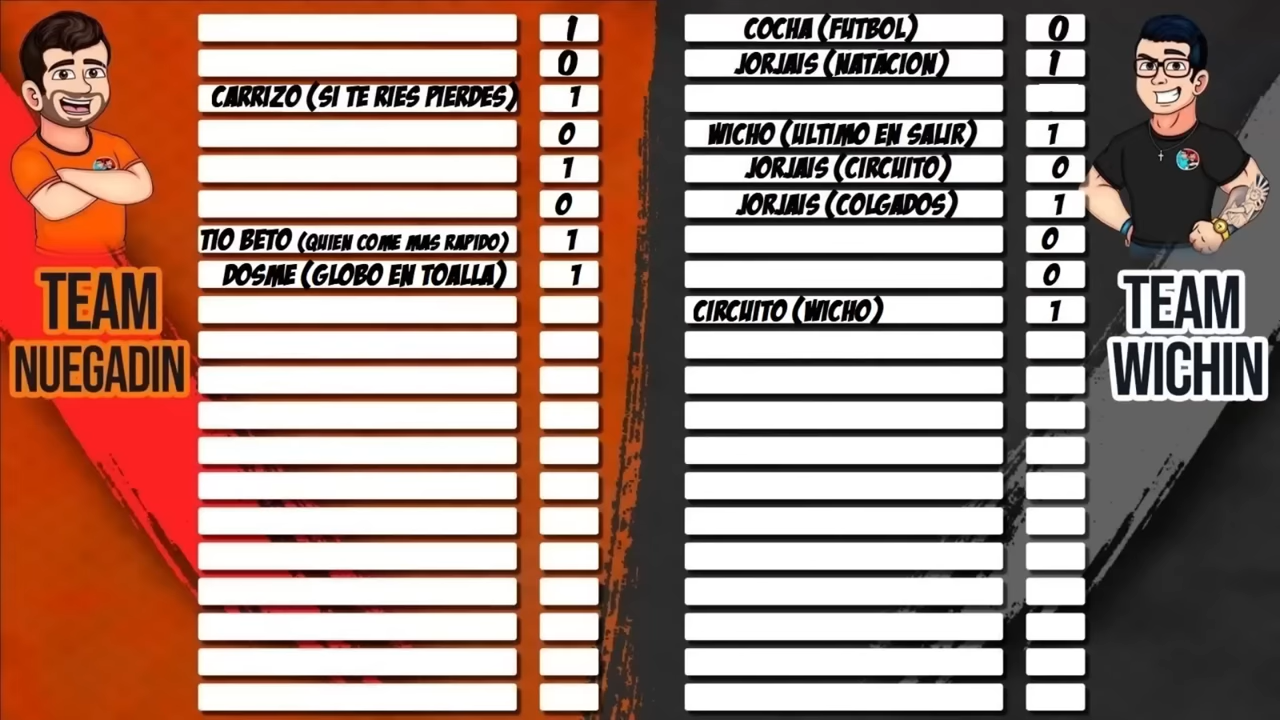 1
0
CARRIZO (SI TE RIES PIERDES) 1
0
1
0
TIO BETO (QUIEN COME MAS RAPIDO) 1
DOSME (GLOBO EN TOALLA) 1
TEAM
NUEGADIN
COCHA (FUTBOL) 0
JORJAIS (NATACION) 1
WICHO (ULTIMO EN SALIR) 1
JORJAIS (CIRCUITO) 0
JORJAIS (COLGADOS) 1
0
0
CIRCUITO (WICHO) 1
TEAM
WICHIN